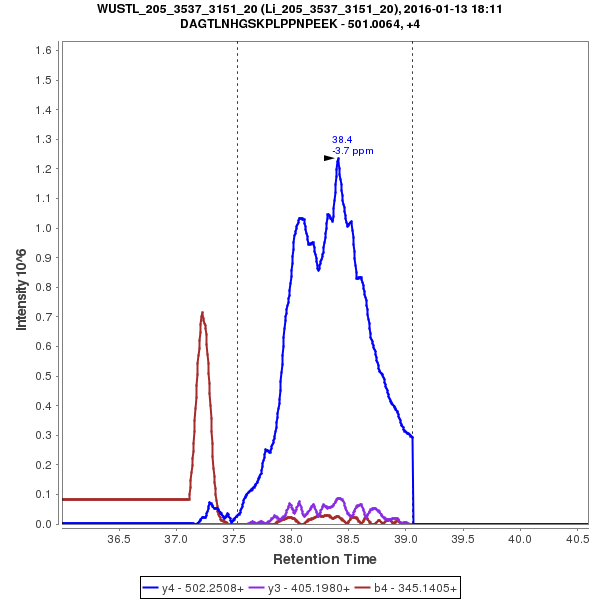 WUSTL_205_3537_3151_20 (Li_205_3537_3151_20), 2016-01-13 18:11
DAGTLNHGSKPLPPNPEEK - 501.0064, +4
1.6
1.5
1.4
1.3
1.2
1.1
1.0
0.9
0.8
0.7
0.6
0.5
0.4
0.3
0.2
0.1
0.0
Intensity 10^6
38.4
-3.7 ppm
36.5 37.0 37.5 38.0 38.5 39.0 39.5 40.0 40.5
Retention Time
y4 - 502.2508+ y3 - 405.1980+ b4 - 345.1405+